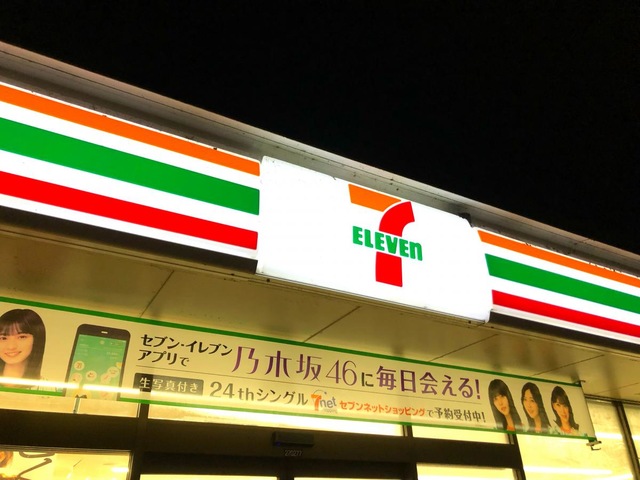 ELEVEn
セブン-イレブン
アプリで
乃木坂46に毎日会える!
生写真付き 24thシングル 7net セブンネットショッピングで予約受付中!